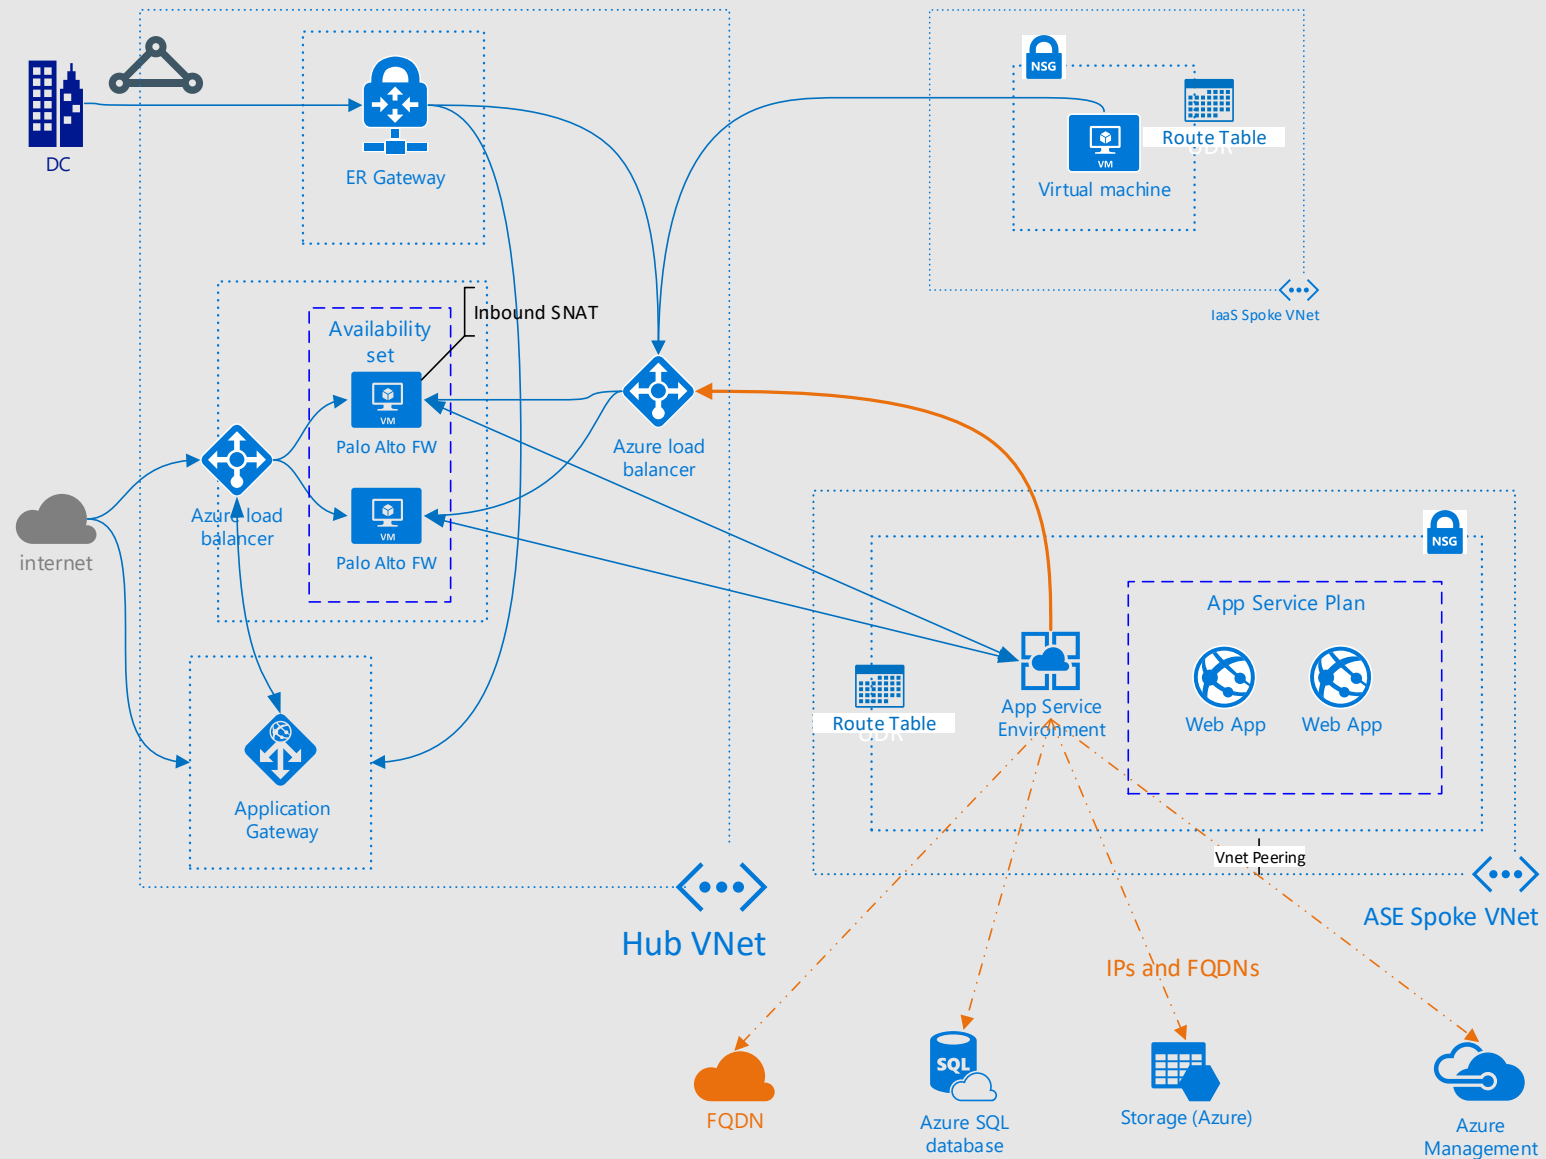 NSG
Route Table
UDR
VM
Virtual machine
IaaS Spoke VNet
DC
ER Gateway
Inbound SNAT
Availability
set
VM
Palo Alto FW
VM
Palo Alto FW
Azure load
balancer
Azure load
balancer
internet
Application
Gateway
Hub VNet
NSG
App Service Plan
Web App
Web App
App Service
Environment
Route Table
UDR
Vnet Peering
ASE Spoke VNet
IPs and FQDNs
FQDN
SQL
Azure SQL
database
Storage (Azure)
Azure
Management